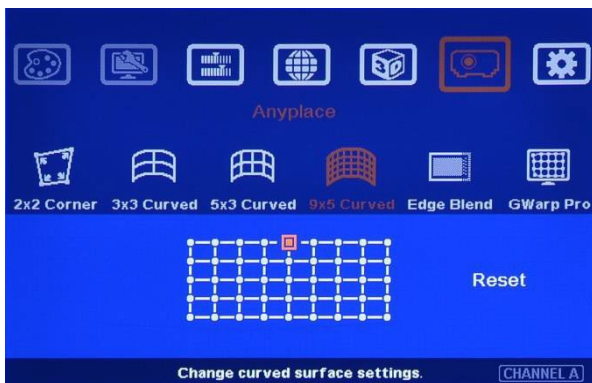 3D
Anyplace
2x2 Corner 3x3 Curved 5x3 Curved 9x5 Curved Edge Blend GWarp Pro
Reset
Change curved surface settings.
CHANNEL A